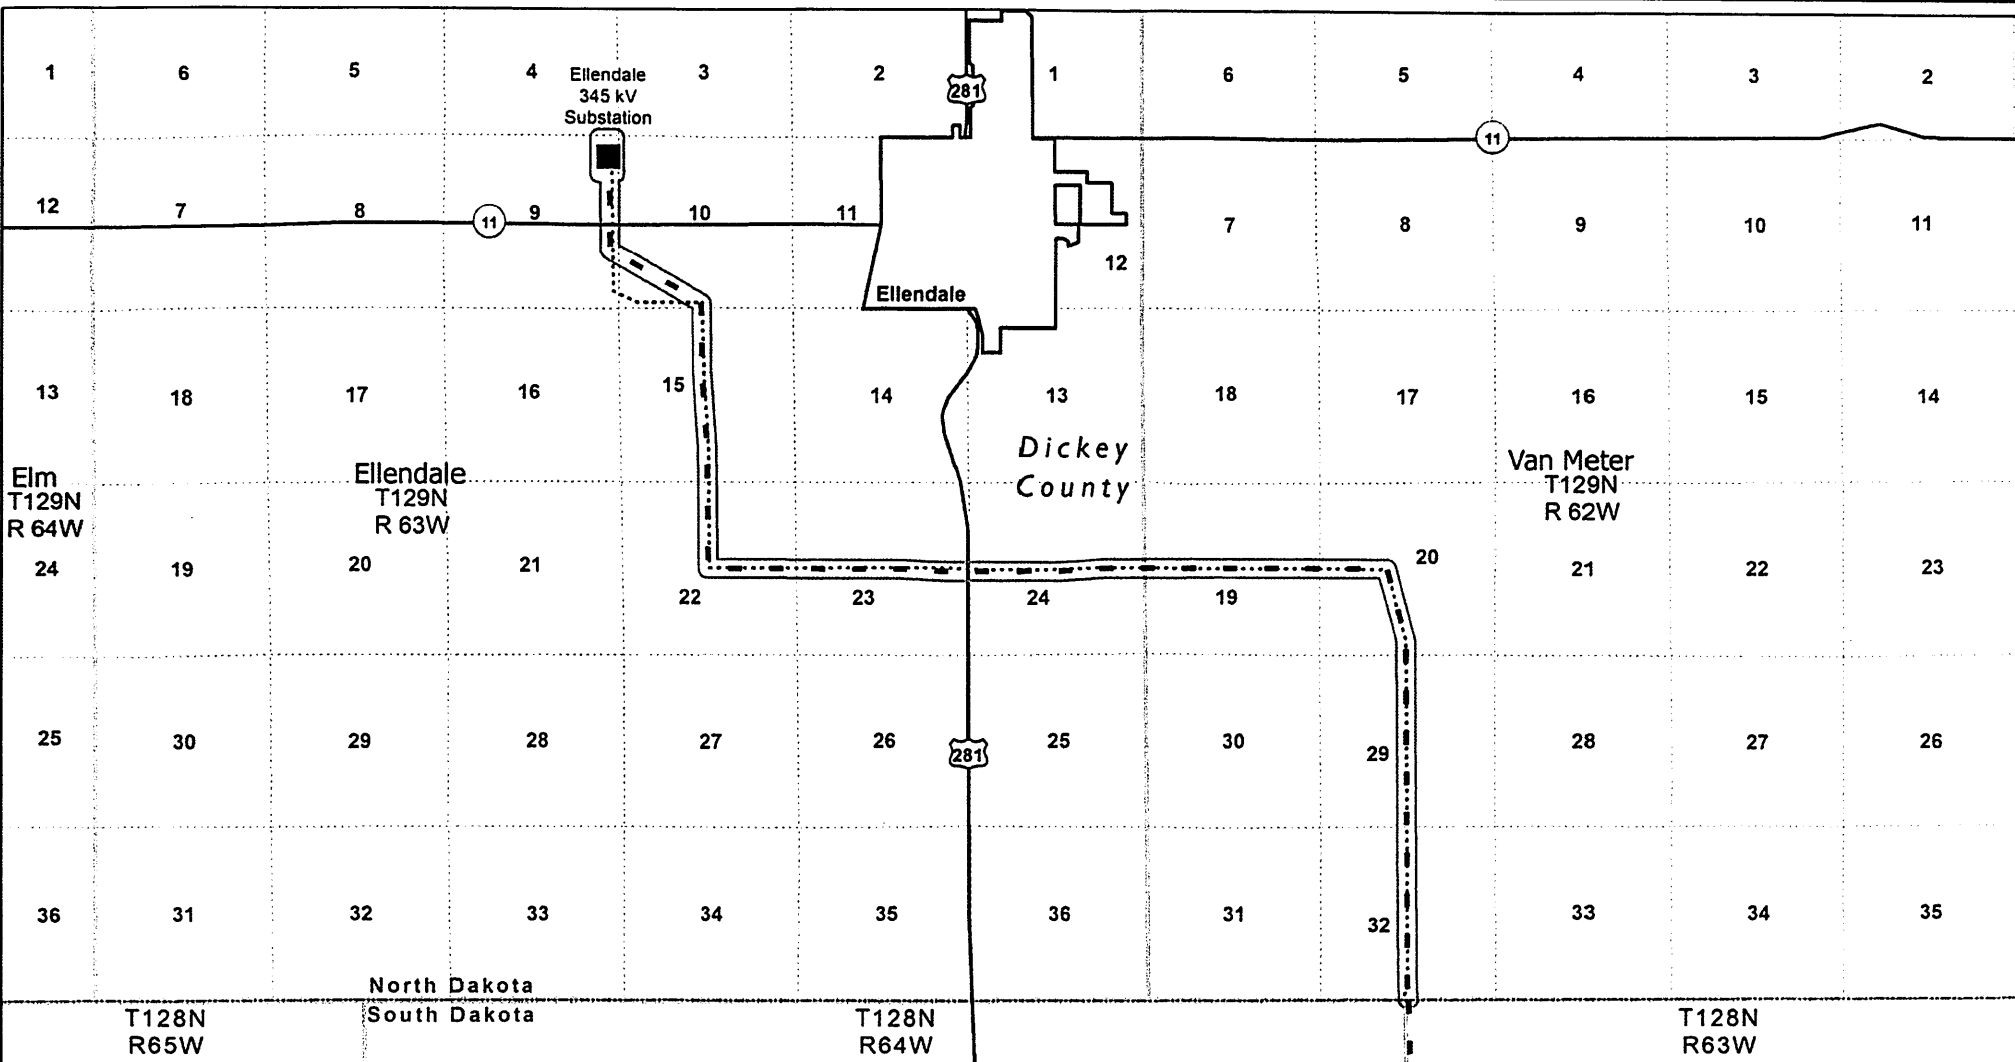 1 6 5 4 3 2 1 6 5 4 3 2
Ellendale
345 kV
Substation
281
11
12 7 8 11 9 10 11 7 8 9 10 11
12
Ellendale
13 18 17 16 15 14 13 18 17 16 15 14
Dickey
County
Elm
T129N
R 64W
Ellendale
T129N
R 63W
Van Meter
T129N
R 62W
24 19 20 21 22 23 24 19 20 21 22 23
25 30 29 28 27 26 281 25 30 29 28 27 26
36 31 32 33 34 35 36 31 32 33 34 35
North Dakota
South Dakota
T128N
R65W
T128N
R64W
T128N
R63W